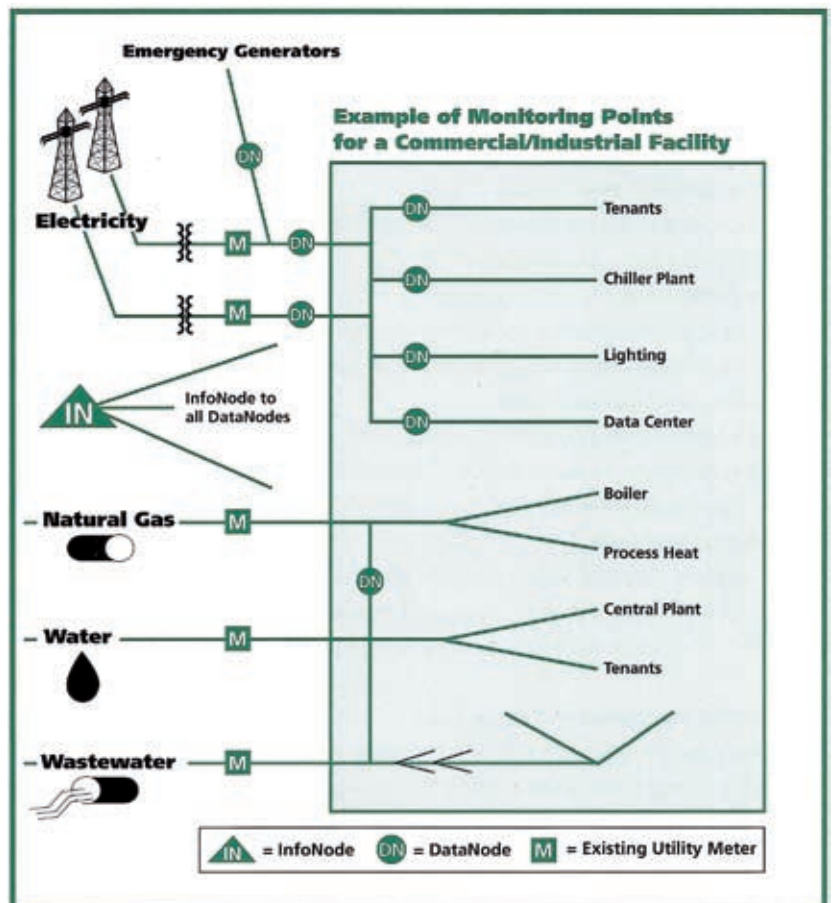 Emergency Generators
Example of Monitoring Points
for a Commercial/Industrial Facility
DN
Electricity
DN
Tenants
M
DN
DN
Chiller Plant
M
DN
DN
Lighting
IN
InfoNode to
all DataNodes
DN
Data Center
Natural Gas
M
Boiler
Process Heat
DN
Central Plant
Water
M
Tenants
Wastewater
M
IN = InfoNode DN = DataNode M = Existing Utility Meter